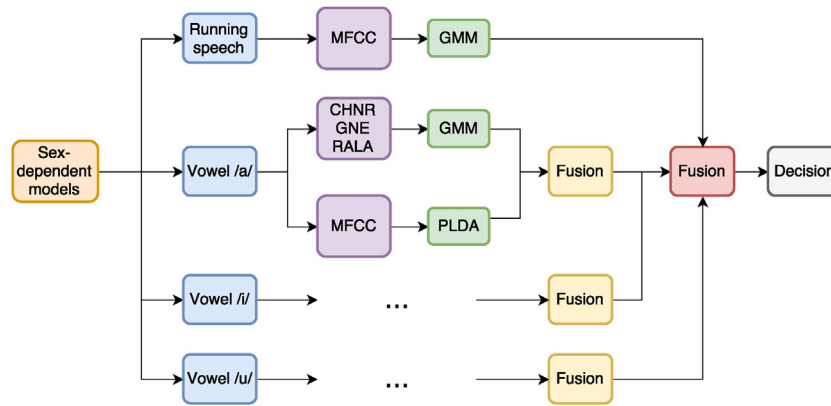 Running
speech
MFCC
GMM
CHNR
GNE
RALA
GMM
Sex-
dependent
models
Vowel /a/
Fusion
Fusion
Decision
MFCC
PLDA
Vowel /i/
...
Fusion
Vowel /u/
...
Fusion